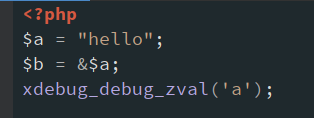 <?php
$a = "hello";
$b = &$a;
xdebug_debug_zval('a');